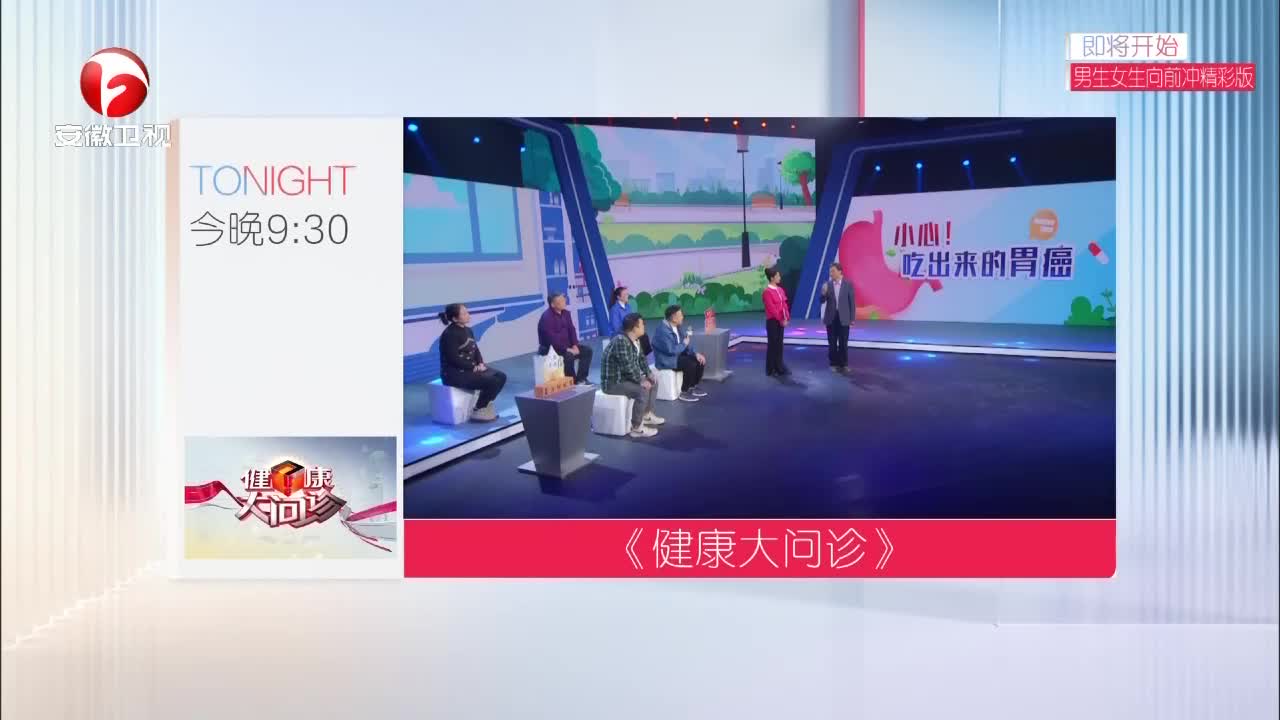 安徽卫视
即将开始
男生女生向前冲精彩版
TONIGHT
今晚9:30
小心！
吃出来的胃癌
健康
大问诊
《健康大问诊》